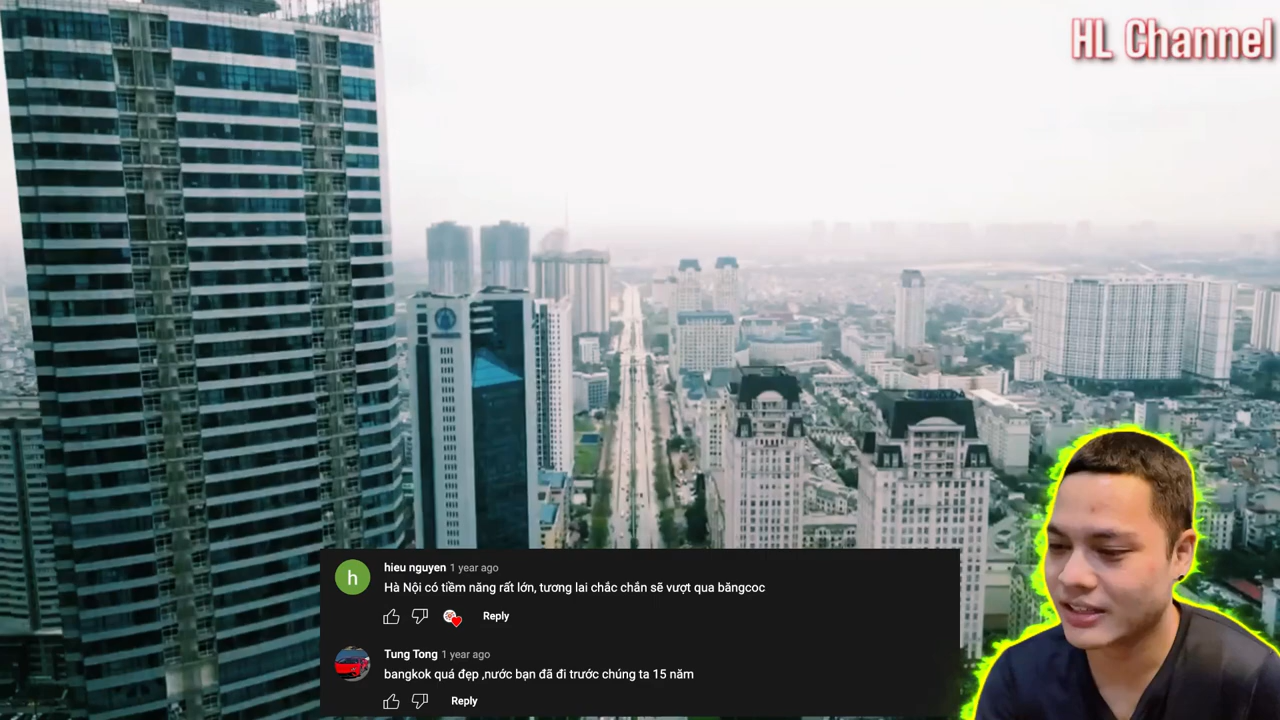 HL Channel
hieu nguyen 1 year ago
Hà Nội có tiềm năng rất lớn, tương lai chắc chắn sẽ vượt qua băngcoc
Reply
Tung Tong 1 year ago
bangkok quá đẹp ,nước bạn đã đi trước chúng ta 15 năm
Reply